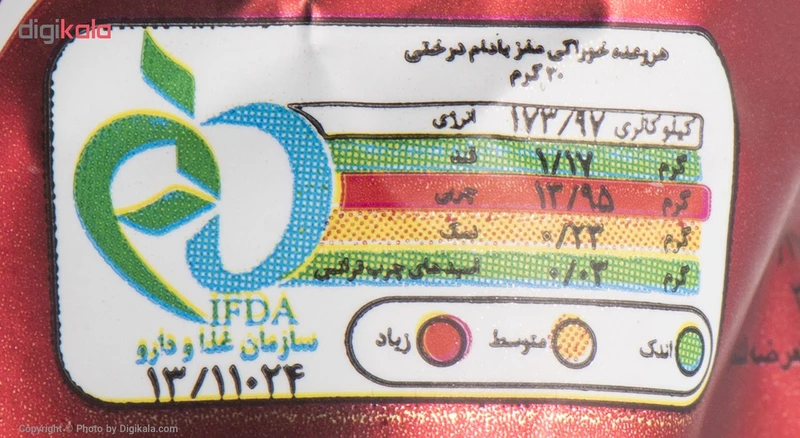 digikala
هر وعده خوراکی مغز بادام درختی
۳۰ گرم
انرژی ۱۷۳/۹۷ کیلو کالری
قند ۱/۱۷ گرم
چربی ۱۳/۹۵ گرم
نمک ۰/۲۳ گرم
اسیدهای چرب ترانس ۰/۰۳ گرم
اندک متوسط زیاد
IFDA
سازمان غذا و دارو
۱۳/۱۱۰۲۴
Copyright © Photo by Digikala.com